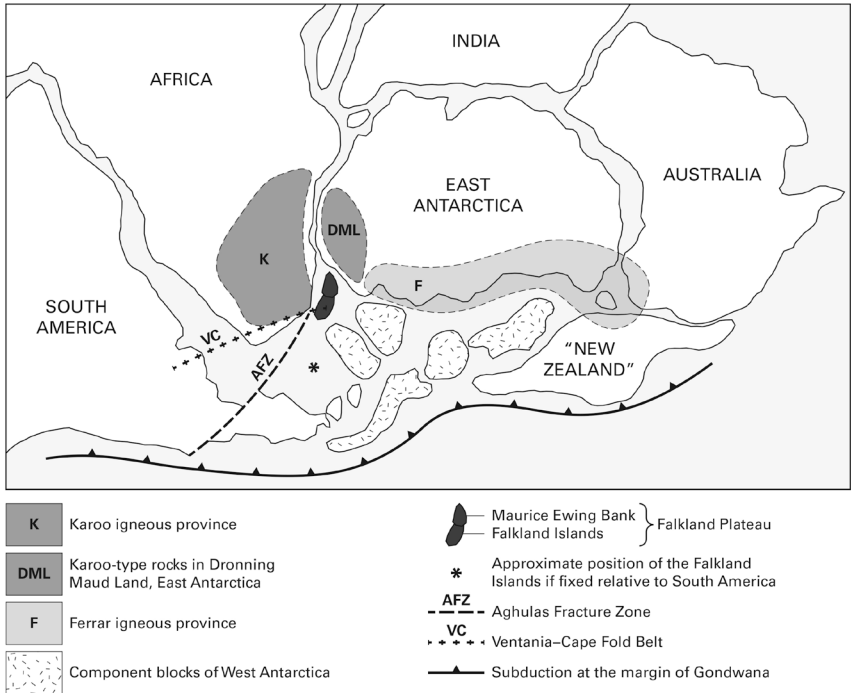 AFRICA
INDIA
AUSTRALIA
EAST
ANTARCTICA
DML
K
F
SOUTH
AMERICA
VC
AFZ
*
"NEW
ZEALAND"
K
Karoo igneous province
DML
Karoo-type rocks in Dronning
Maud Land, East Antarctica
F
Ferrar igneous province
Component blocks of West Antarctica
Maurice Ewing Bank
Falkland Islands
Falkland Plateau
*
Approximate position of the Falkland
Islands if fixed relative to South America
AFZ
Aghulas Fracture Zone
VC
Ventania–Cape Fold Belt
Subduction at the margin of Gondwana